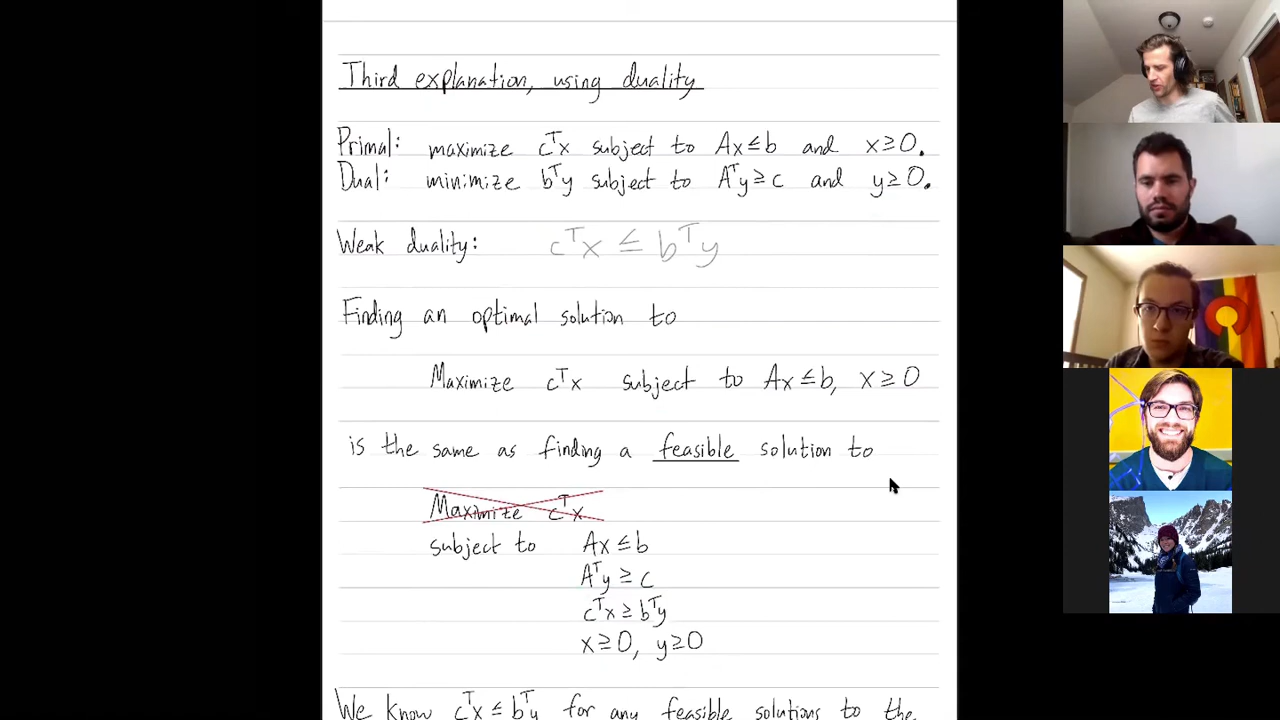 Third explanation, using duality
Primal: maximize cᵀx subject to Ax ≤ b and x ≥ 0.
Dual: minimize bᵀy subject to Aᵀy ≥ c and y ≥ 0.
Weak duality: cᵀx ≤ bᵀy
Finding an optimal solution to
Maximize cᵀx subject to Ax ≤ b, x ≥ 0
is the same as finding a feasible solution to
Maximize cᵀx
subject to Ax ≤ b
Aᵀy ≥ c
cᵀx ≥ bᵀy
x ≥ 0, y ≥ 0
We know cᵀx ≤ bᵀy for any feasible solutions to the